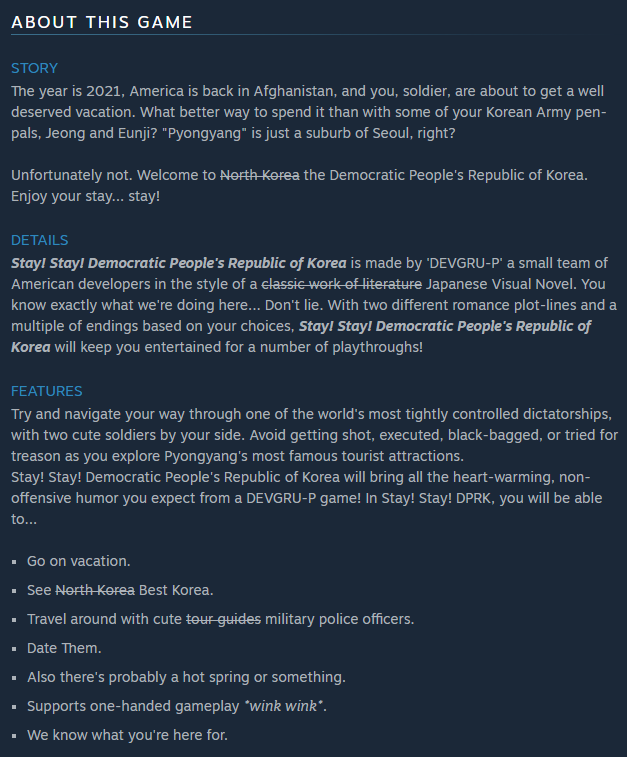 ABOUT THIS GAME
STORY
The year is 2021, America is back in Afghanistan, and you, soldier, are about to get a well
deserved vacation. What better way to spend it than with some of your Korean Army pen-
pals, Jeong and Eunji? "Pyongyang" is just a suburb of Seoul, right?
Unfortunately not. Welcome to North Korea the Democratic People's Republic of Korea.
Enjoy your stay... stay!
DETAILS
Stay! Stay! Democratic People's Republic of Korea is made by 'DEVGRU-P' a small team of
American developers in the style of a classic work of literature Japanese Visual Novel. You
know exactly what we're doing here... Don't lie. With two different romance plot-lines and a
multiple of endings based on your choices, Stay! Stay! Democratic People's Republic of
Korea will keep you entertained for a number of playthroughs!
FEATURES
Try and navigate your way through one of the world's most tightly controlled dictatorships,
with two cute soldiers by your side. Avoid getting shot, executed, black-bagged, or tried for
treason as you explore Pyongyang's most famous tourist attractions.
Stay! Stay! Democratic People's Republic of Korea will bring all the heart-warming, non-
offensive humor you expect from a DEVGRU-P game! In Stay! Stay! DPRK, you will be able
to...
▪ Go on vacation.
▪ See North Korea Best Korea.
▪ Travel around with cute tour guides military police officers.
▪ Date Them.
▪ Also there's probably a hot spring or something.
▪ Supports one-handed gameplay *wink wink*.
▪ We know what you're here for.